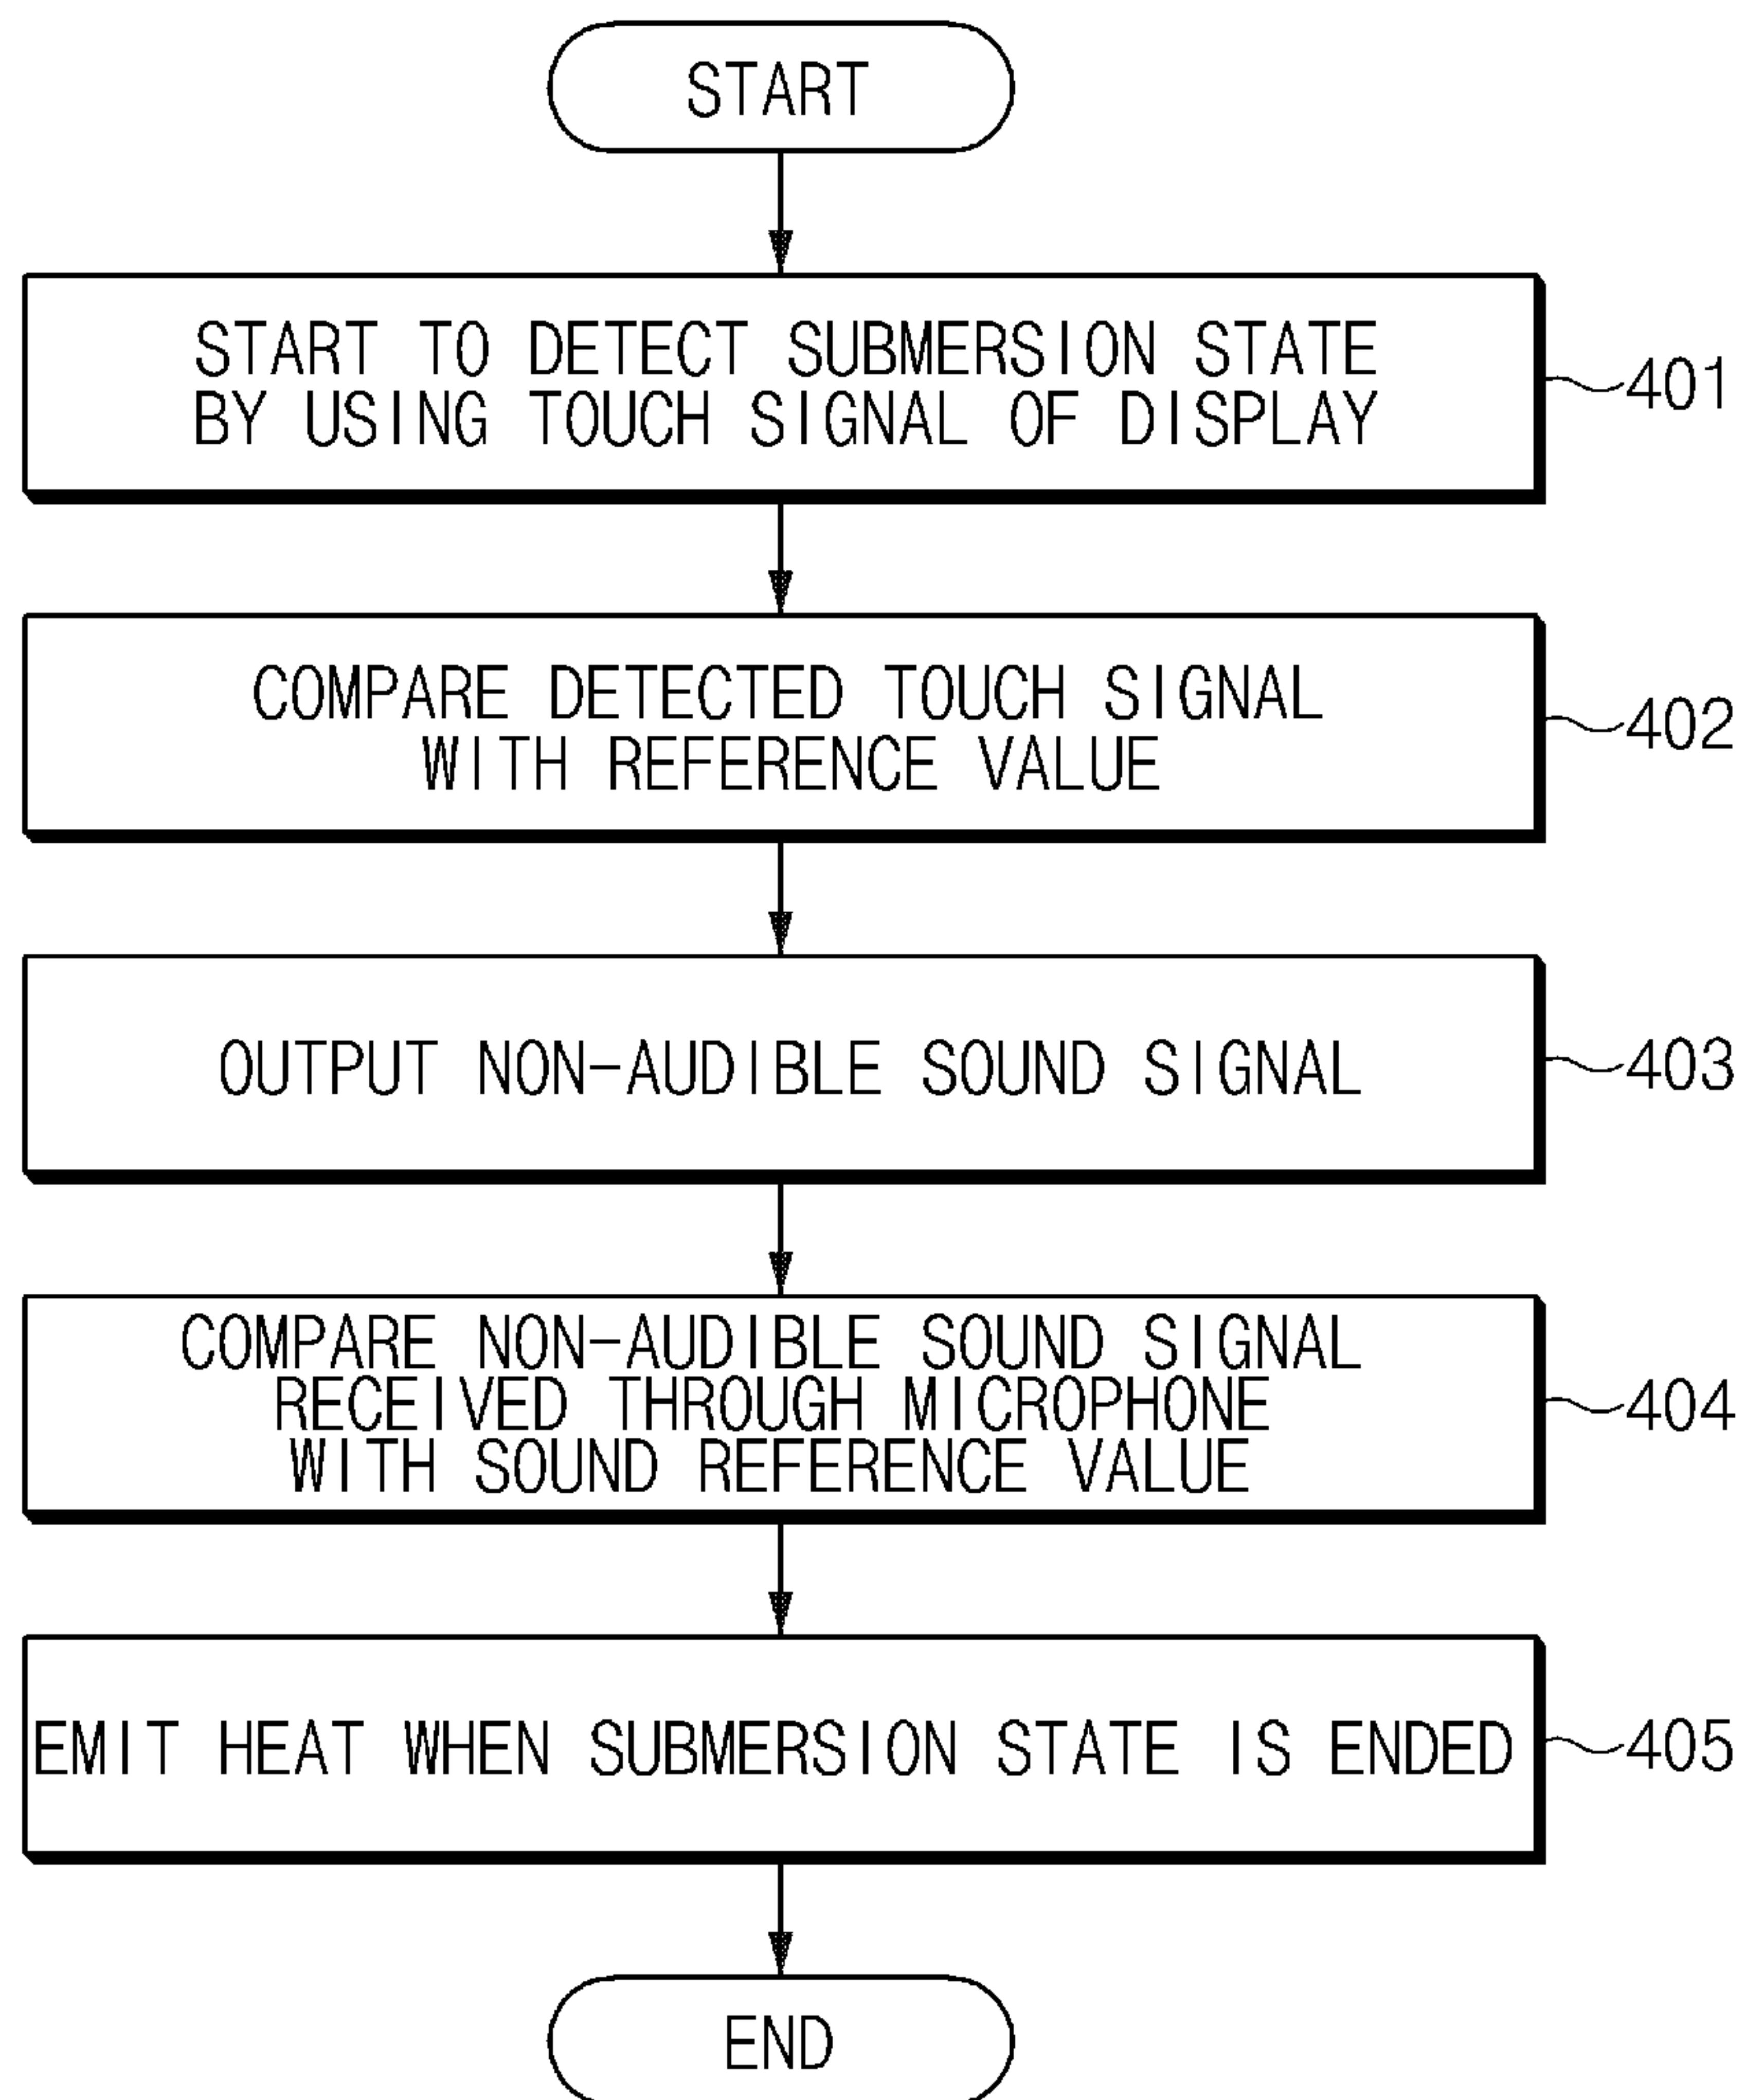 START
START TO DETECT SUBMERSION STATE
BY USING TOUCH SIGNAL OF DISPLAY
401
COMPARE DETECTED TOUCH SIGNAL
WITH REFERENCE VALUE
402
OUTPUT NON-AUDIBLE SOUND SIGNAL
403
COMPARE NON-AUDIBLE SOUND SIGNAL
RECEIVED THROUGH MICROPHONE
WITH SOUND REFERENCE VALUE
404
EMIT HEAT WHEN SUBMERSION STATE IS ENDED
405
END